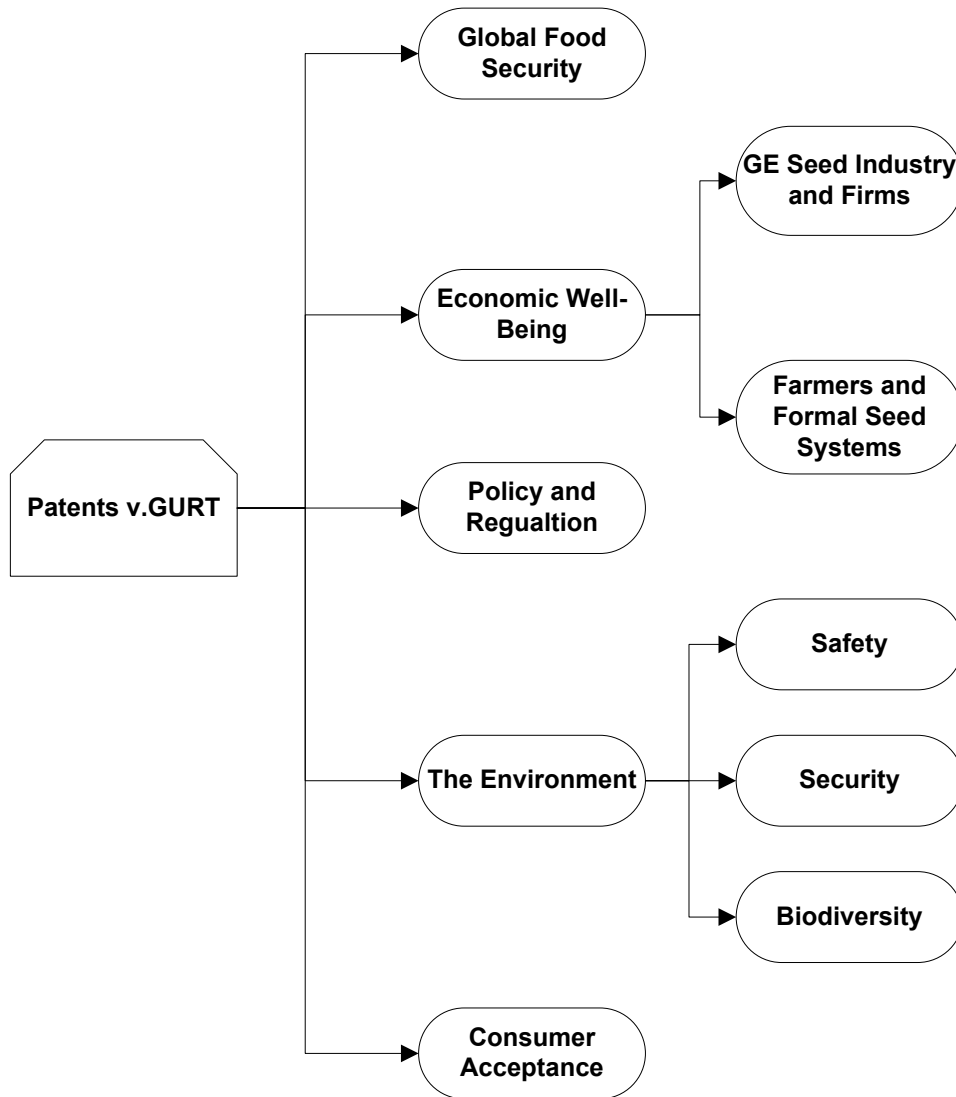 Global Food
Security
GE Seed Industry
and Firms
Economic Well-
Being
Farmers and
Formal Seed
Systems
Patents v.GURT
Policy and
Regualtion
Safety
The Environment
Security
Biodiversity
Consumer
Acceptance